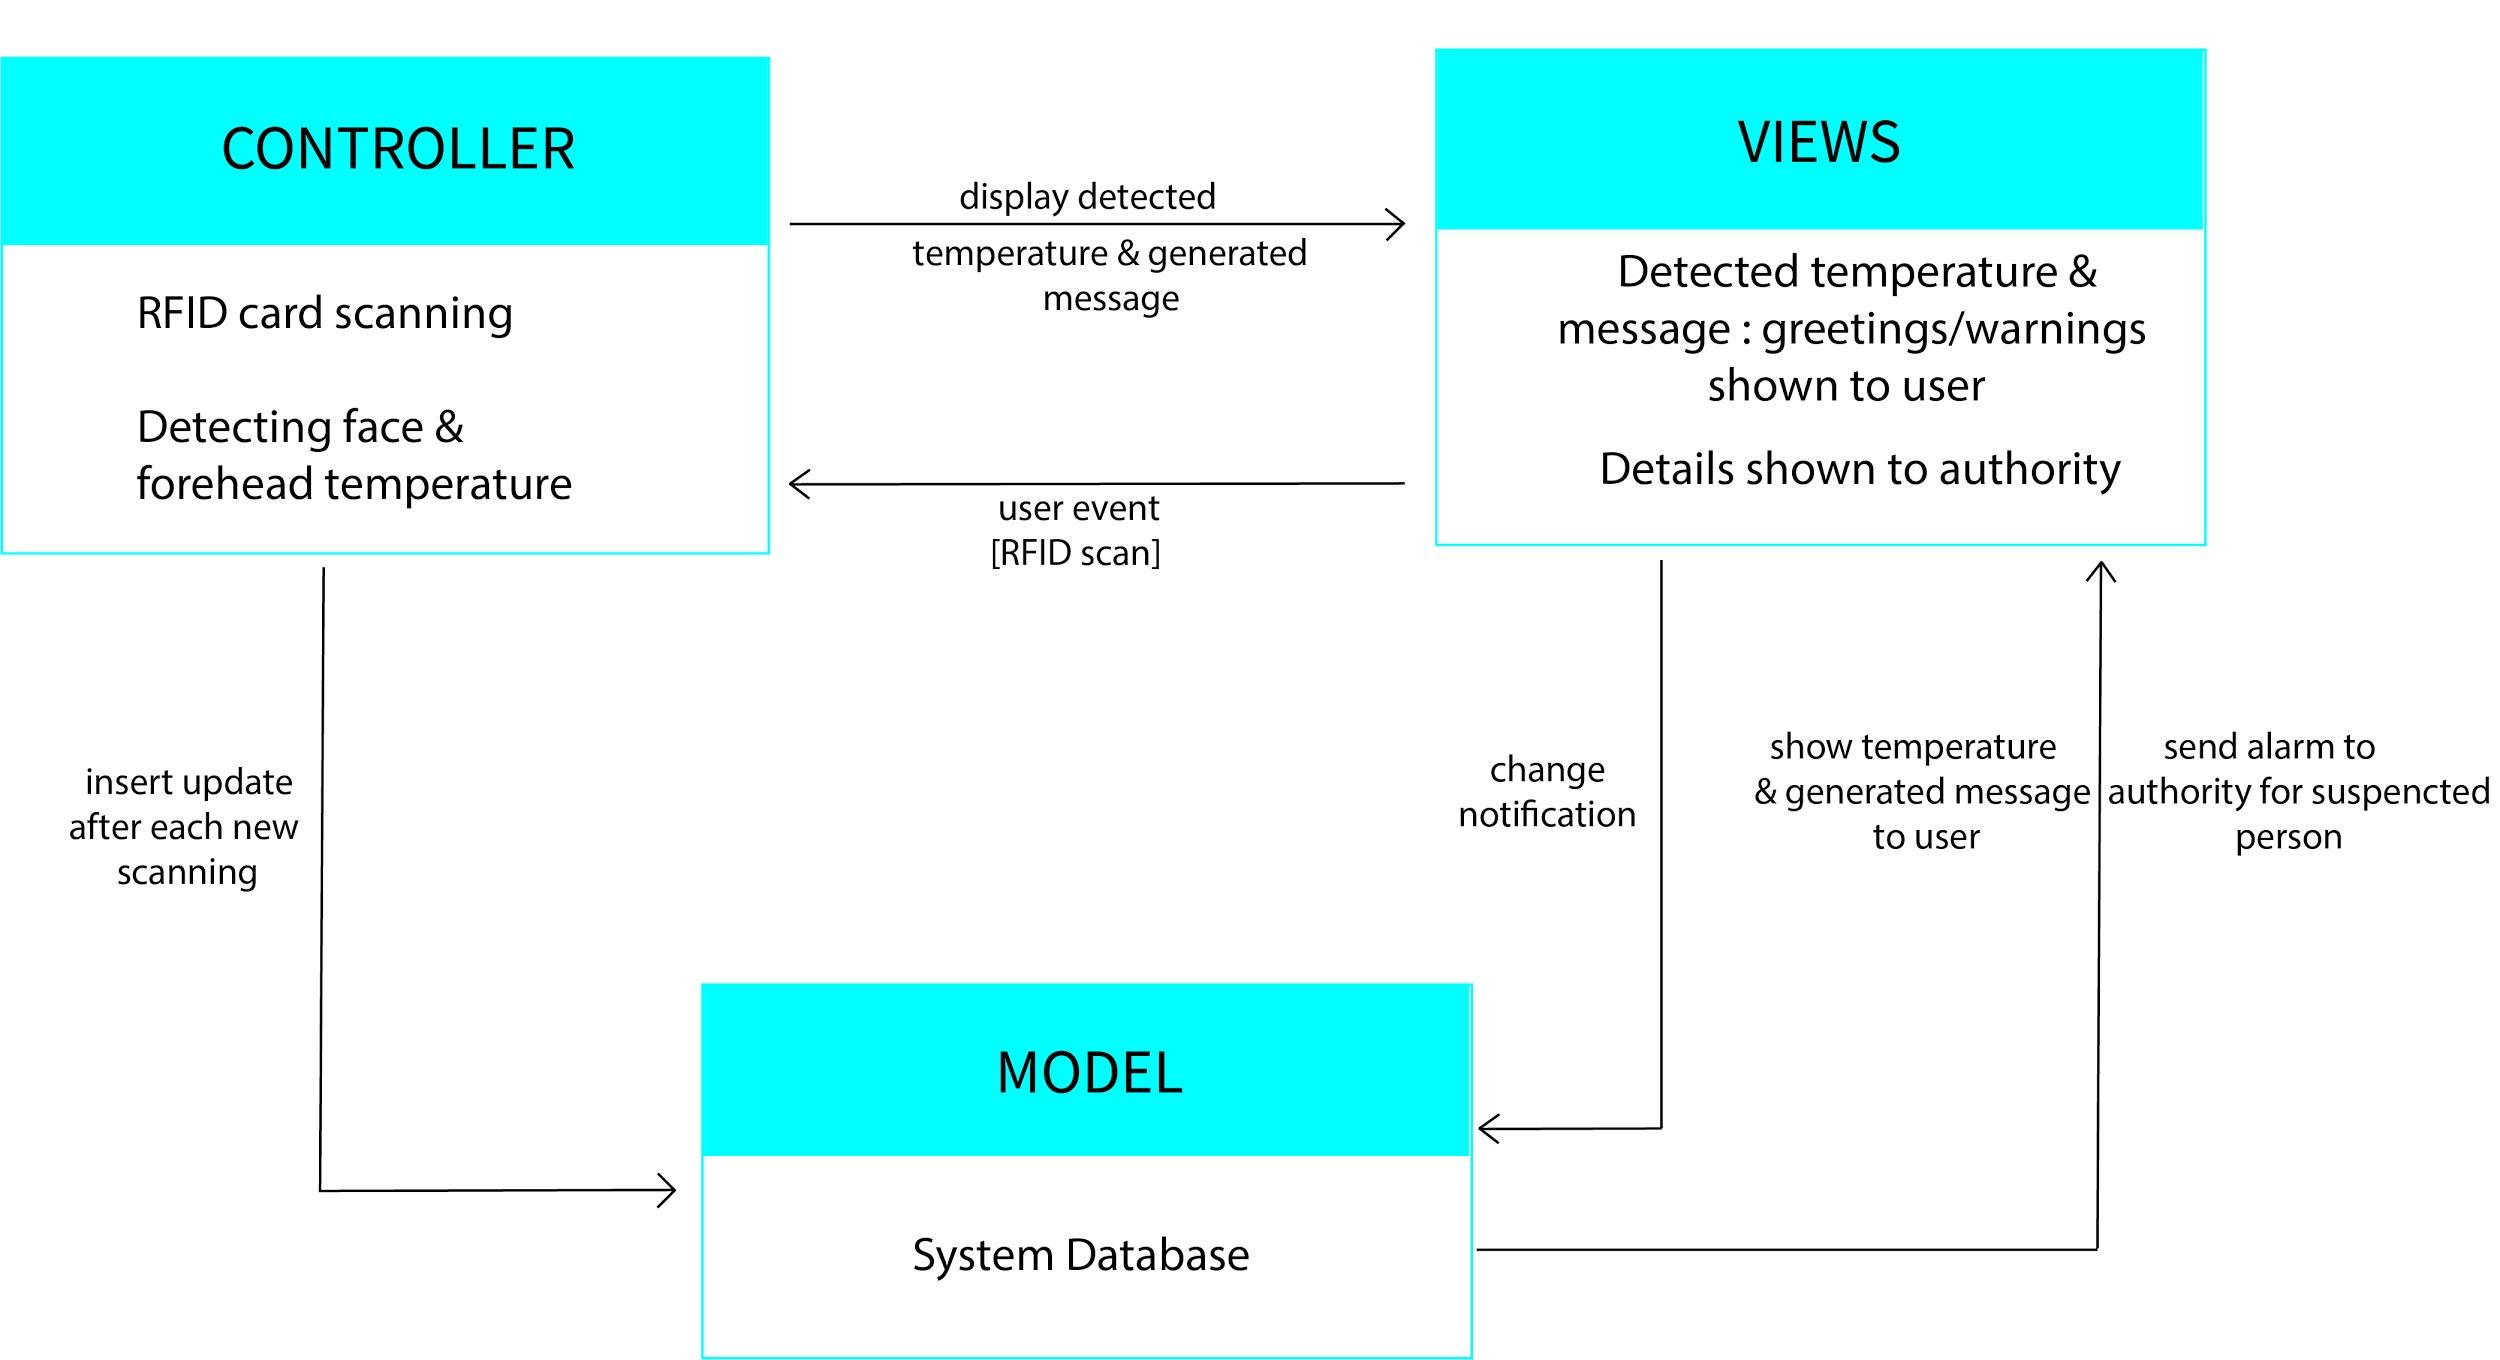 CONTROLLER
RFID card scanning
Detecting face &
forehead temperature
display detected
temperature & generated
message
user event
[RFID scan]
VIEWS
Detected temperature &
message : greetings/warnings
shown to user
Details shown to authority
insert update
after each new
scanning
change
notification
show temperature
& generated message
to user
send alarm to
authority for suspencted
person
MODEL
System Database